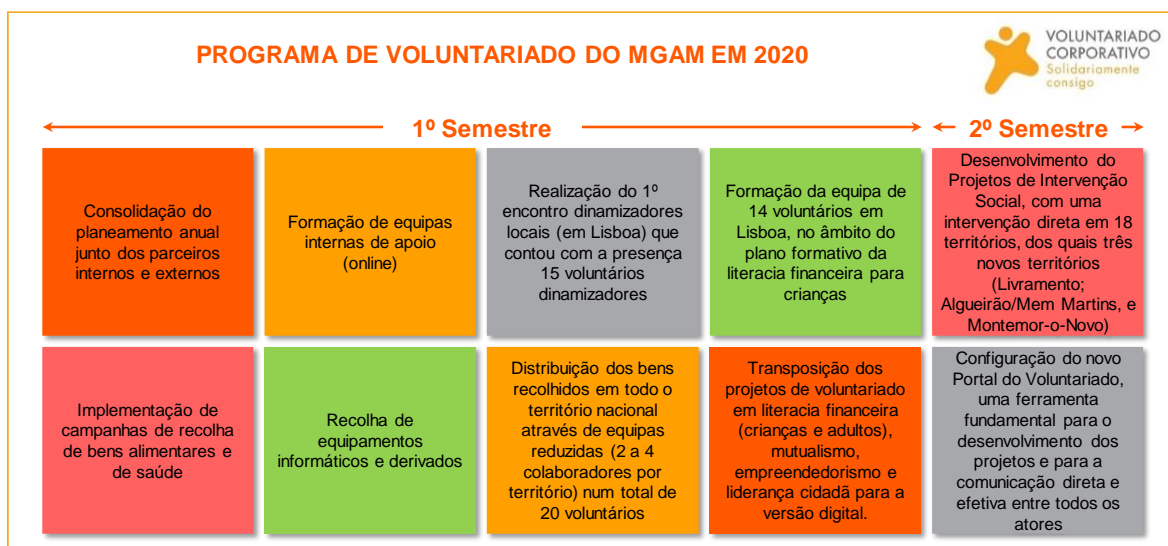 PROGRAMA DE VOLUNTARIADO DO MGAM EM 2020
VOLUNTARIADO
CORPORATIVO
Solidariamente
consigo
1º Semestre
2º Semestre
Consolidação do
planeamento anual
junto dos parceiros
internos e externos
Formação de equipas
internas de apoio
(online)
Realização do 1º
encontro dinamizadores
locais (em Lisboa) que
contou com a presença
15 voluntários
dinamizadores
Formação da equipa de
14 voluntários em
Lisboa, no âmbito do
plano formativo da
literacia financeira para
crianças
Desenvolvimento do
Projetos de Intervenção
Social, com uma
intervenção direta em 18
territórios, dos quais três
novos territórios
(Livramento;
Algueirão/Mem Martins, e
Montemor-o-Novo)
Implementação de
campanhas de recolha
de bens alimentares e
de saúde
Recolha de
equipamentos
informáticos e derivados
Distribuição dos bens
recolhidos em todo o
território nacional
através de equipas
reduzidas (2 a 4
colaboradores por
território) num total de
20 voluntários
Transposição dos
projetos de voluntariado
em literacia financeira
(crianças e adultos),
mutualismo,
empreendedorismo e
liderança cidadã para a
versão digital.
Configuração do novo
Portal do Voluntariado,
uma ferramenta
fundamental para o
desenvolvimento dos
projetos e para a
comunicação direta e
efetiva entre todos os
atores